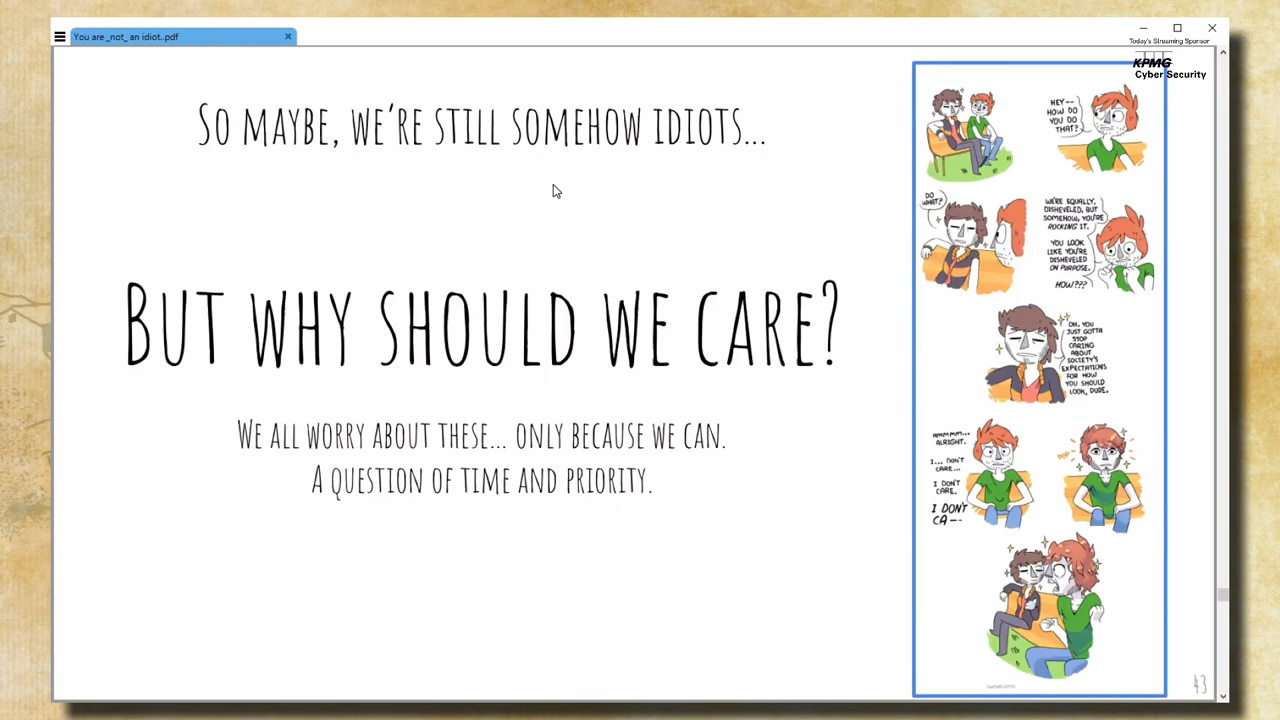 You are _not_ an idiot..pdf
Today's Streaming Sponsor
KPMG
Cyber Security
So maybe, we're still somehow idiots...
But why should we care?
We all worry about these... only because we can.
A question of time and priority.
HEY--
HOW DO
YOU DO
THAT?
DO
WHAT?
WE'RE EQUALLY
DISHEVELED, BUT
SOMEHOW, YOU'RE
ROCKING IT.
YOU LOOK
LIKE YOU'RE
DISHEVELED
ON PURPOSE.
HOW???
OH. YOU
JUST GOTTA
STOP
CARING
ABOUT
SOCIETY'S
EXPECTATIONS
FOR HOW
YOU SHOULD
LOOK, DUDE.
HMMMM...
ALRIGHT.
I... DON'T
CARE...
I DON'T
CARE.
I DON'T
CA--
43